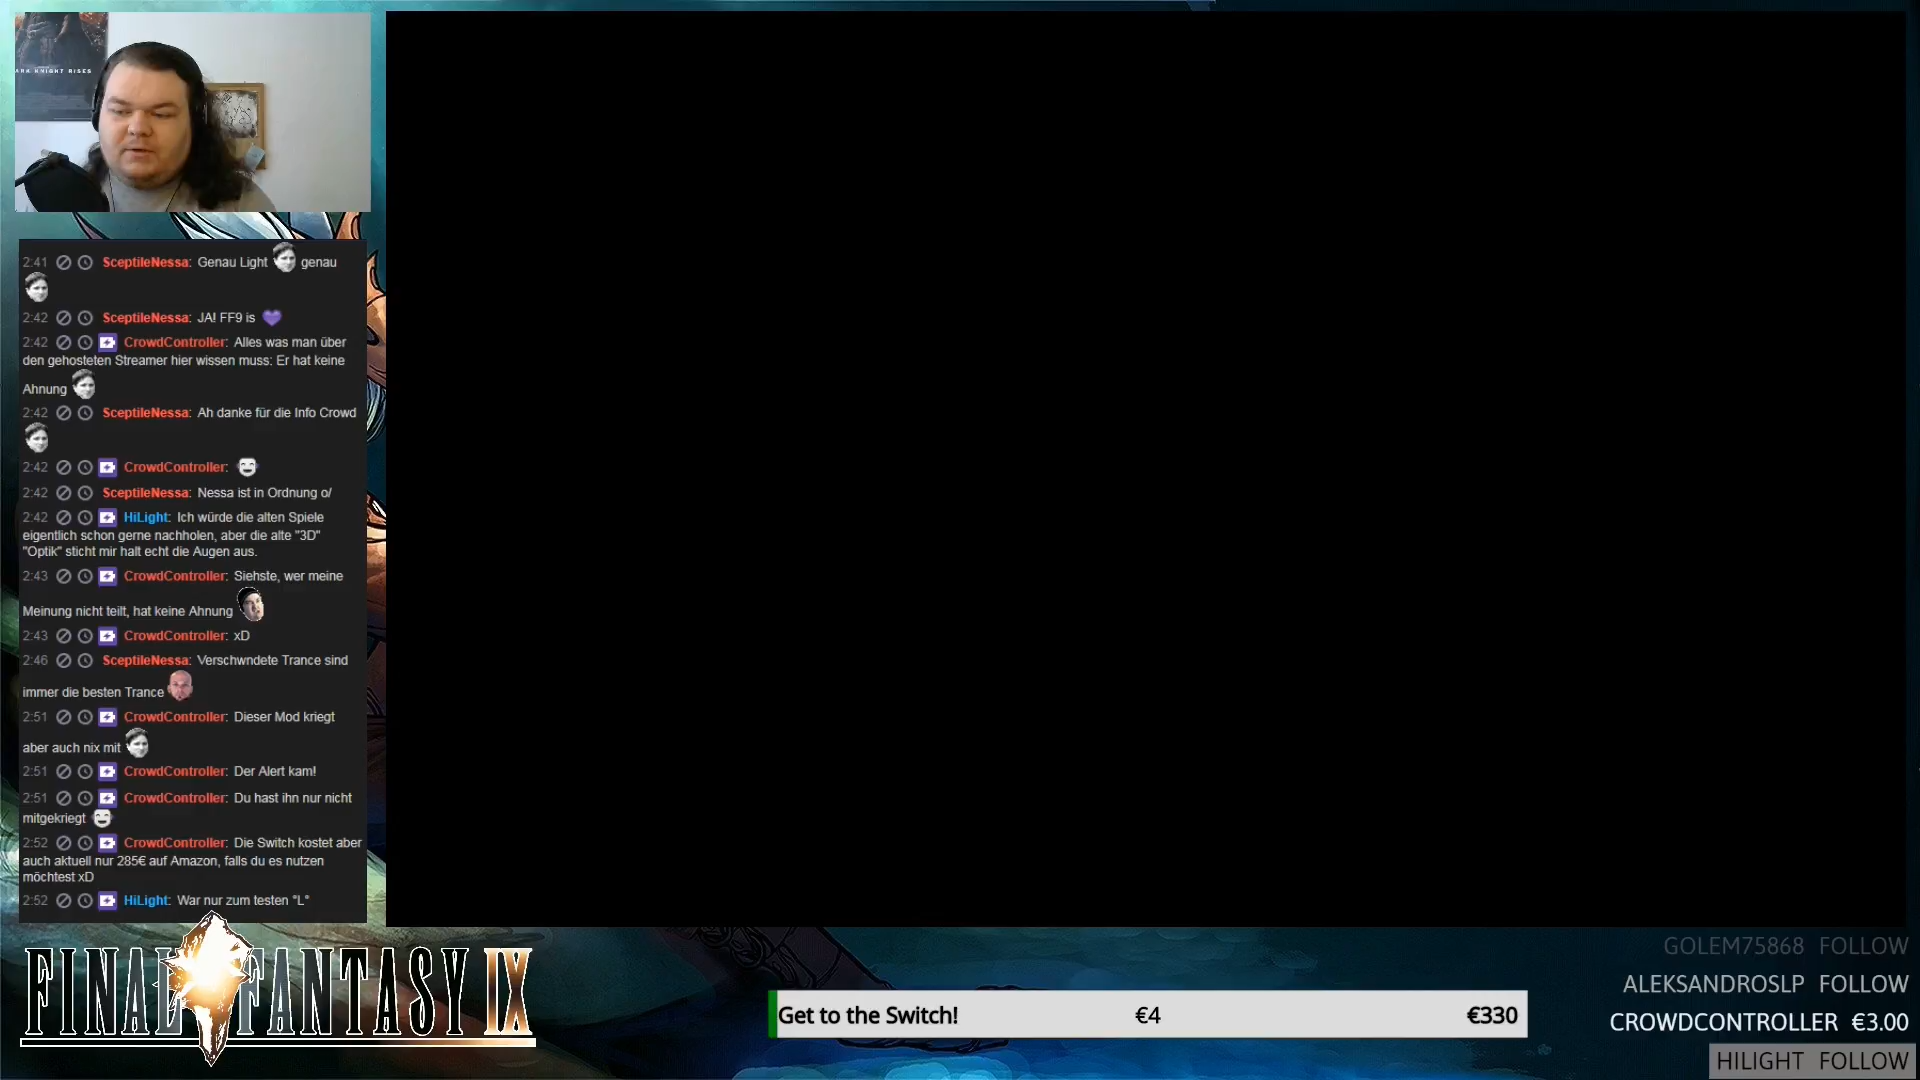 ARK KNIGHT RISES
2:41 SceptileNessa: Genau Light genau
2:42 SceptileNessa: JA! FF9 is
2:42 CrowdController: Alles was man über
den gehosteten Streamer hier wissen muss: Er hat keine
Ahnung
2:42 SceptileNessa: Ah danke für die Info Crowd
2:42 CrowdController:
2:42 SceptileNessa: Nessa ist in Ordnung o/
2:42 HiLight: Ich würde die alten Spiele
eigentlich schon gerne nachholen, aber die alte "3D"
"Optik" sticht mir halt echt die Augen aus.
2:43 CrowdController: Siehste, wer meine
Meinung nicht teilt, hat keine Ahnung
2:43 CrowdController: xD
2:46 SceptileNessa: Verschwndete Trance sind
immer die besten Trance
2:51 CrowdController: Dieser Mod kriegt
aber auch nix mit
2:51 CrowdController: Der Alert kam!
2:51 CrowdController: Du hast ihn nur nicht
mitgekriegt
2:52 CrowdController: Die Switch kostet aber
auch aktuell nur 285€ auf Amazon, falls du es nutzen
möchtest xD
2:52 HiLight: War nur zum testen °L°
FINAL FANTASY IX
Get to the Switch! €4 €330
GOLEM75868 FOLLOW
ALEKSANDROSLP FOLLOW
CROWDCONTROLLER €3.00
HILIGHT FOLLOW